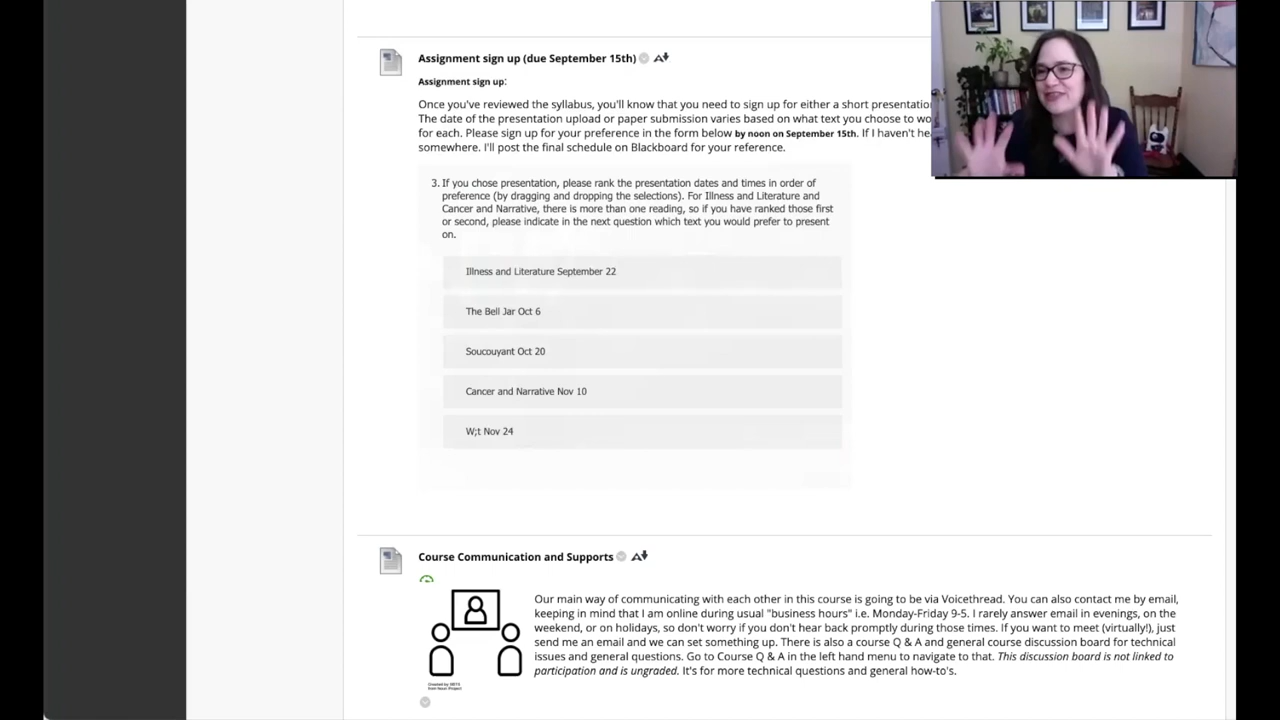 Assignment sign up (due September 15th)
Assignment sign up:
Once you've reviewed the syllabus, you'll know that you need to sign up for either a short
The date of the presentation upload or paper submission varies based on what text you choose to
for each. Please sign up for your preference in the form below by noon on September 15th. If I haven't
somewhere. I'll post the final schedule on Blackboard for your reference.
3. If you chose presentation, please rank the presentation dates and times in order of
preference (by dragging and dropping the selections). For Illness and Literature and
Cancer and Narrative, there is more than one reading, so if you have ranked those first
or second, please indicate in the next question which text you would prefer to present
on.
Illness and Literature September 22
The Bell Jar Oct 6
Soucouyant Oct 20
Cancer and Narrative Nov 10
W;t Nov 24
Course Communication and Supports
Our main way of communicating with each other in this course is going to be via Voicethread. You can also contact me by email,
keeping in mind that I am online during usual "business hours" i.e. Monday-Friday 9-5. I rarely answer email in evenings, on the
weekend, or on holidays, so don't worry if you don't hear back promptly during those times. If you want to meet (virtually!), just
send me an email and we can set something up. There is also a course Q & A and general course discussion board for technical
issues and general questions. Go to Course Q & A in the left hand menu to navigate to that. This discussion board is not linked to
participation and is ungraded. It's for more technical questions and general how-to's.